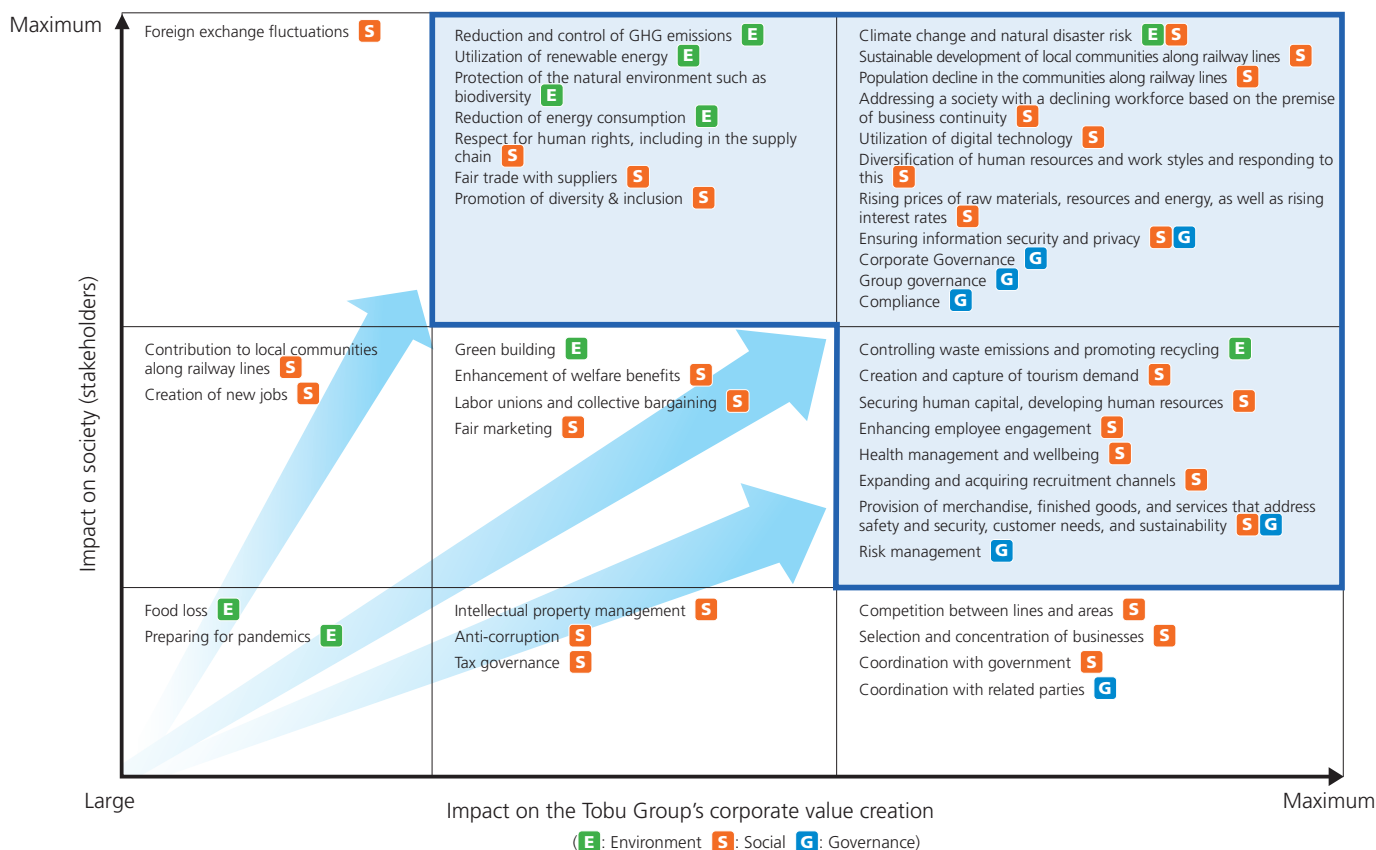 Maximum
Impact on society (stakeholders)
Foreign exchange fluctuations S
Reduction and control of GHG emissions E
Utilization of renewable energy E
Protection of the natural environment such as
biodiversity E
Reduction of energy consumption E
Respect for human rights, including in the supply
chain S
Fair trade with suppliers S
Promotion of diversity & inclusion S
Climate change and natural disaster risk E S
Sustainable development of local communities along railway lines S
Population decline in the communities along railway lines S
Addressing a society with a declining workforce based on the premise
of business continuity S
Utilization of digital technology S
Diversification of human resources and work styles and responding to
this S
Rising prices of raw materials, resources and energy, as well as rising
interest rates S
Ensuring information security and privacy S G
Corporate Governance G
Group governance G
Compliance G
Contribution to local communities
along railway lines S
Creation of new jobs S
Green building E
Enhancement of welfare benefits S
Labor unions and collective bargaining S
Fair marketing S
Controlling waste emissions and promoting recycling E
Creation and capture of tourism demand S
Securing human capital, developing human resources S
Enhancing employee engagement S
Health management and wellbeing S
Expanding and acquiring recruitment channels S
Provision of merchandise, finished goods, and services that address
safety and security, customer needs, and sustainability S G
Risk management G
Food loss E
Preparing for pandemics E
Intellectual property management S
Anti-corruption S
Tax governance S
Competition between lines and areas S
Selection and concentration of businesses S
Coordination with government S
Coordination with related parties G
Large
Impact on the Tobu Group's corporate value creation
Maximum
(E: Environment S: Social G: Governance)